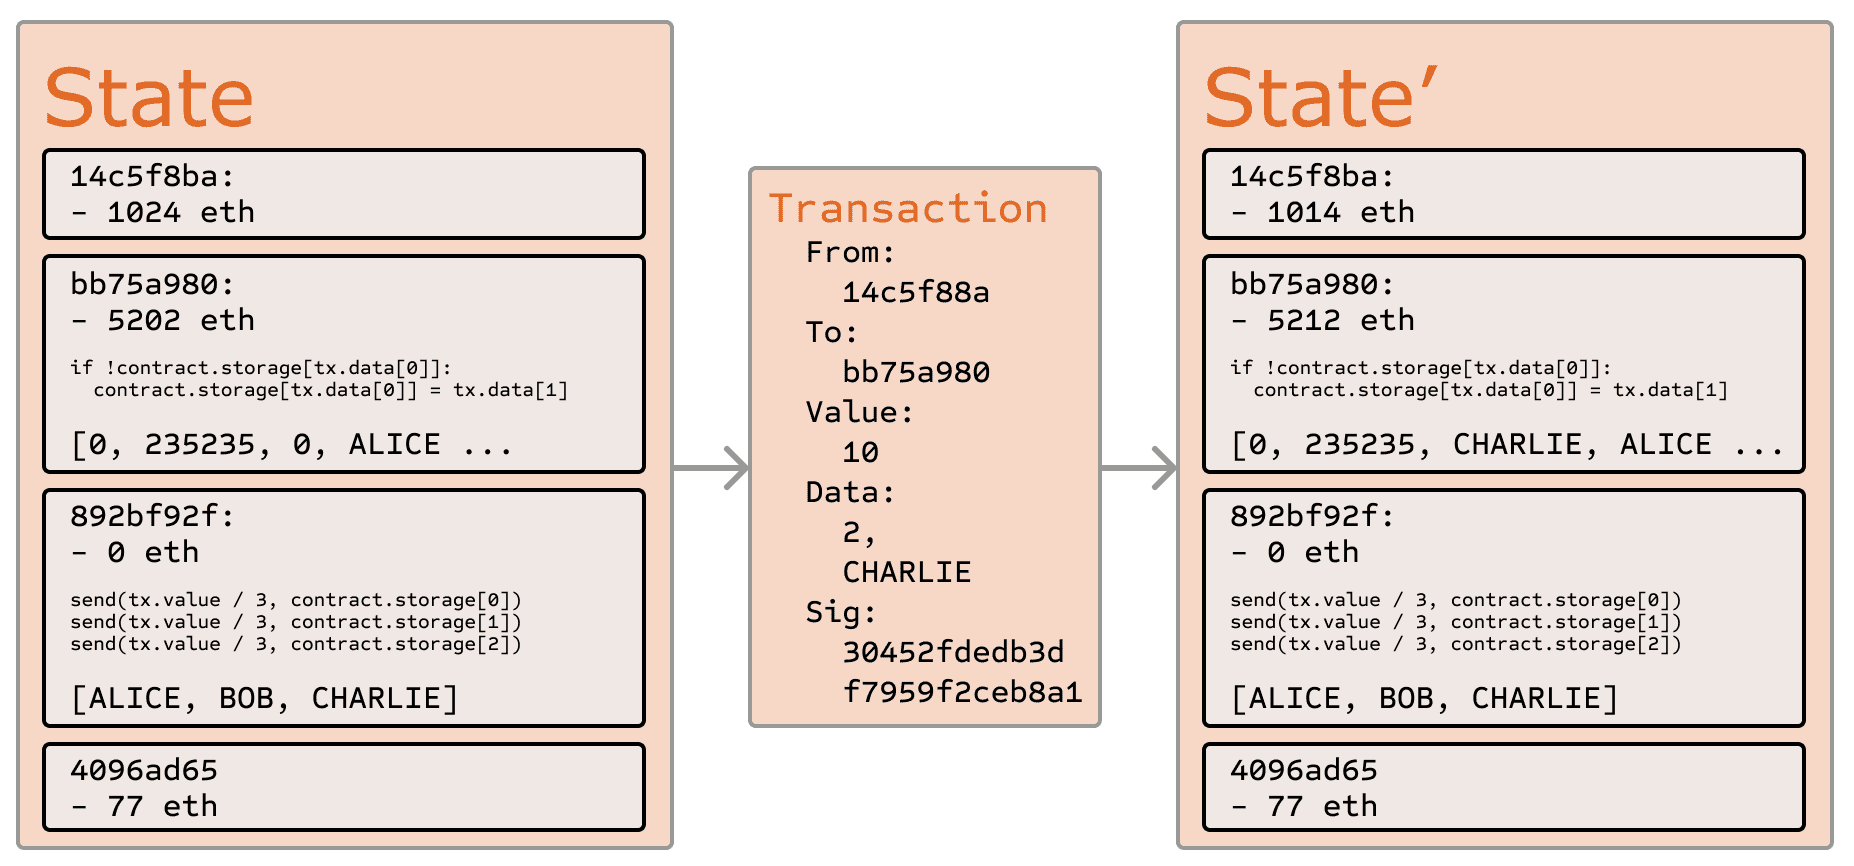 State
14c5f8ba:
- 1024 eth
bb75a980:
- 5202 eth
if !contract.storage[tx.data[0]]:
contract.storage[tx.data[0]] = tx.data[1]
[0, 235235, 0, ALICE ...
892bf92f:
- 0 eth
send(tx.value / 3, contract.storage[0])
send(tx.value / 3, contract.storage[1])
send(tx.value / 3, contract.storage[2])
[ALICE, BOB, CHARLIE]
4096ad65
- 77 eth
Transaction
From:
14c5f88a
To:
bb75a980
Value:
10
Data:
2,
CHARLIE
Sig:
30452fdedb3d
f7959f2ceb8a1
State’
14c5f8ba:
- 1014 eth
bb75a980:
- 5212 eth
if !contract.storage[tx.data[0]]:
contract.storage[tx.data[0]] = tx.data[1]
[0, 235235, CHARLIE, ALICE ...
892bf92f:
- 0 eth
send(tx.value / 3, contract.storage[0])
send(tx.value / 3, contract.storage[1])
send(tx.value / 3, contract.storage[2])
[ALICE, BOB, CHARLIE]
4096ad65
- 77 eth